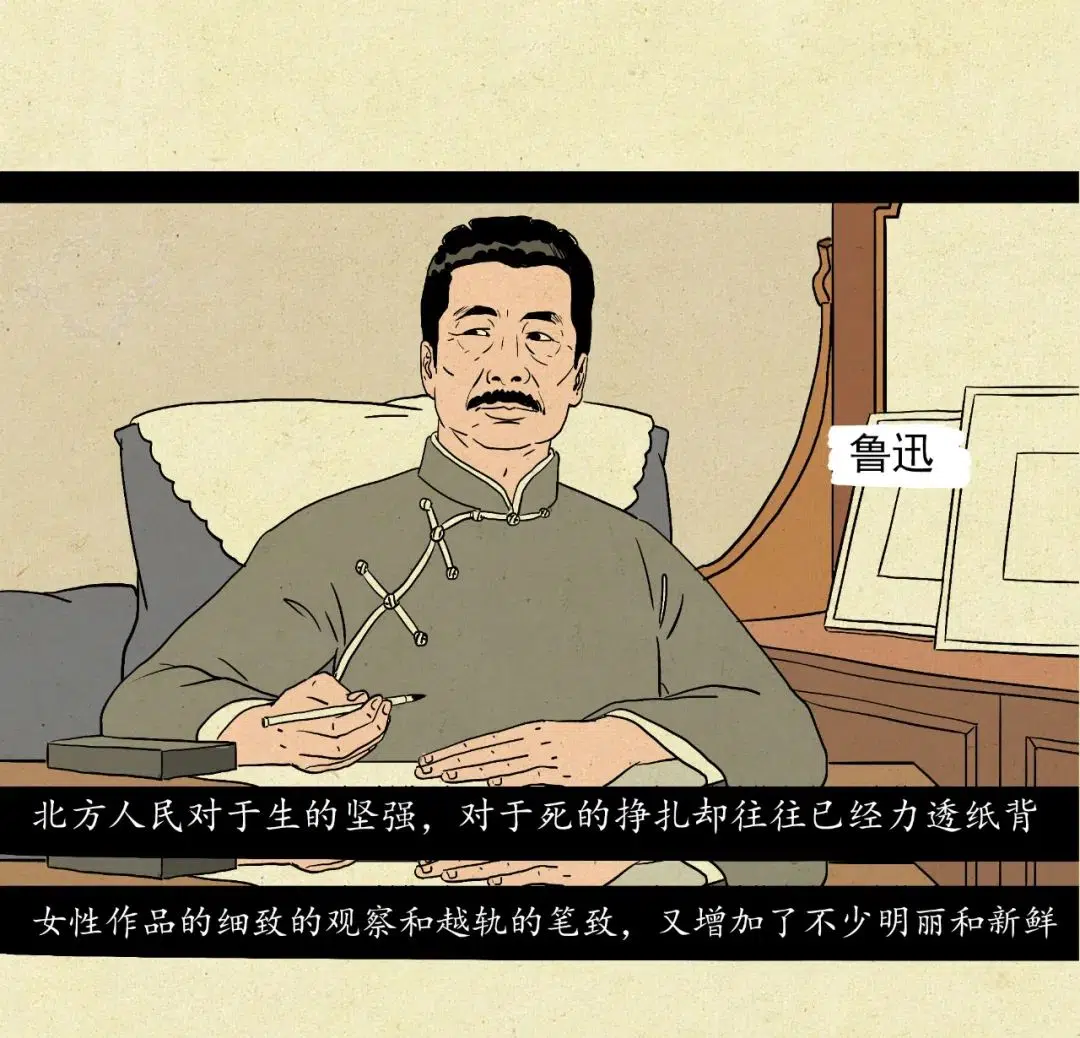 鲁迅
北方人民对于生的坚强，对于死的挣扎却往往已经力透纸背
女性作品的细致的观察和越轨的笔致，又增加了不少明丽和新鲜